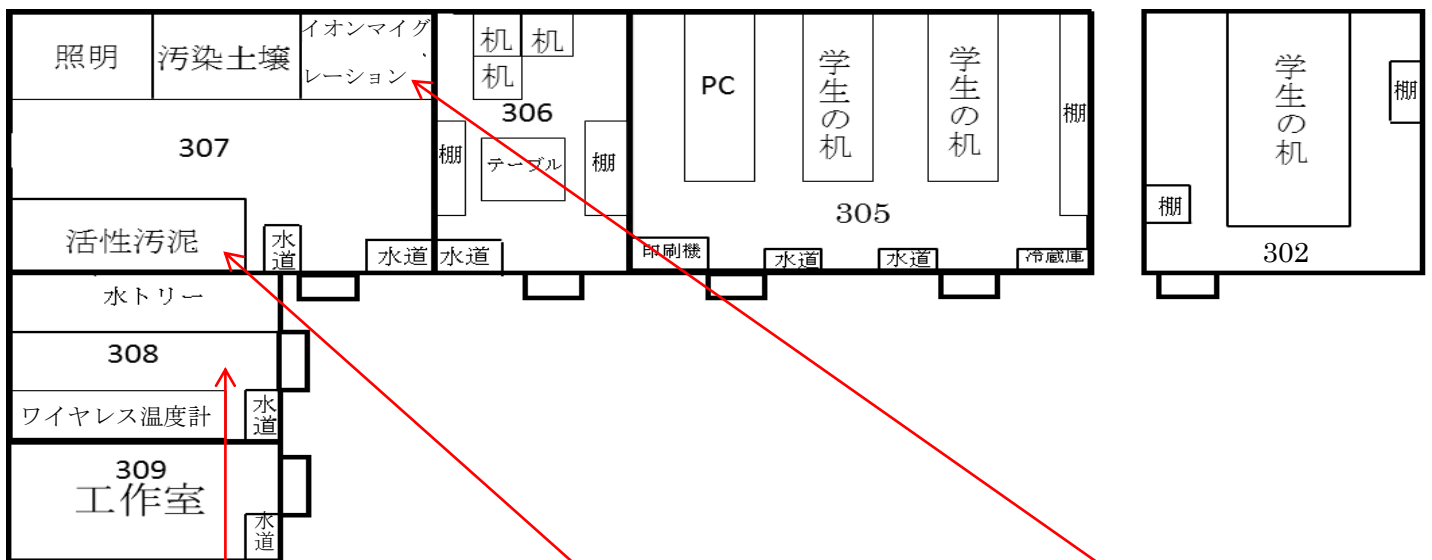 照明
汚染土壌
イオンマイグ
レーション
307
活性汚泥
水道
水道
机
机
机
306
棚
テーブル
棚
水道
PC
学生の机
学生の机
棚
305
印刷機
水道
水道
冷蔵庫
学生の机
棚
棚
302
水トリー
308
ワイヤレス温度計
水道
309
工作室
水道